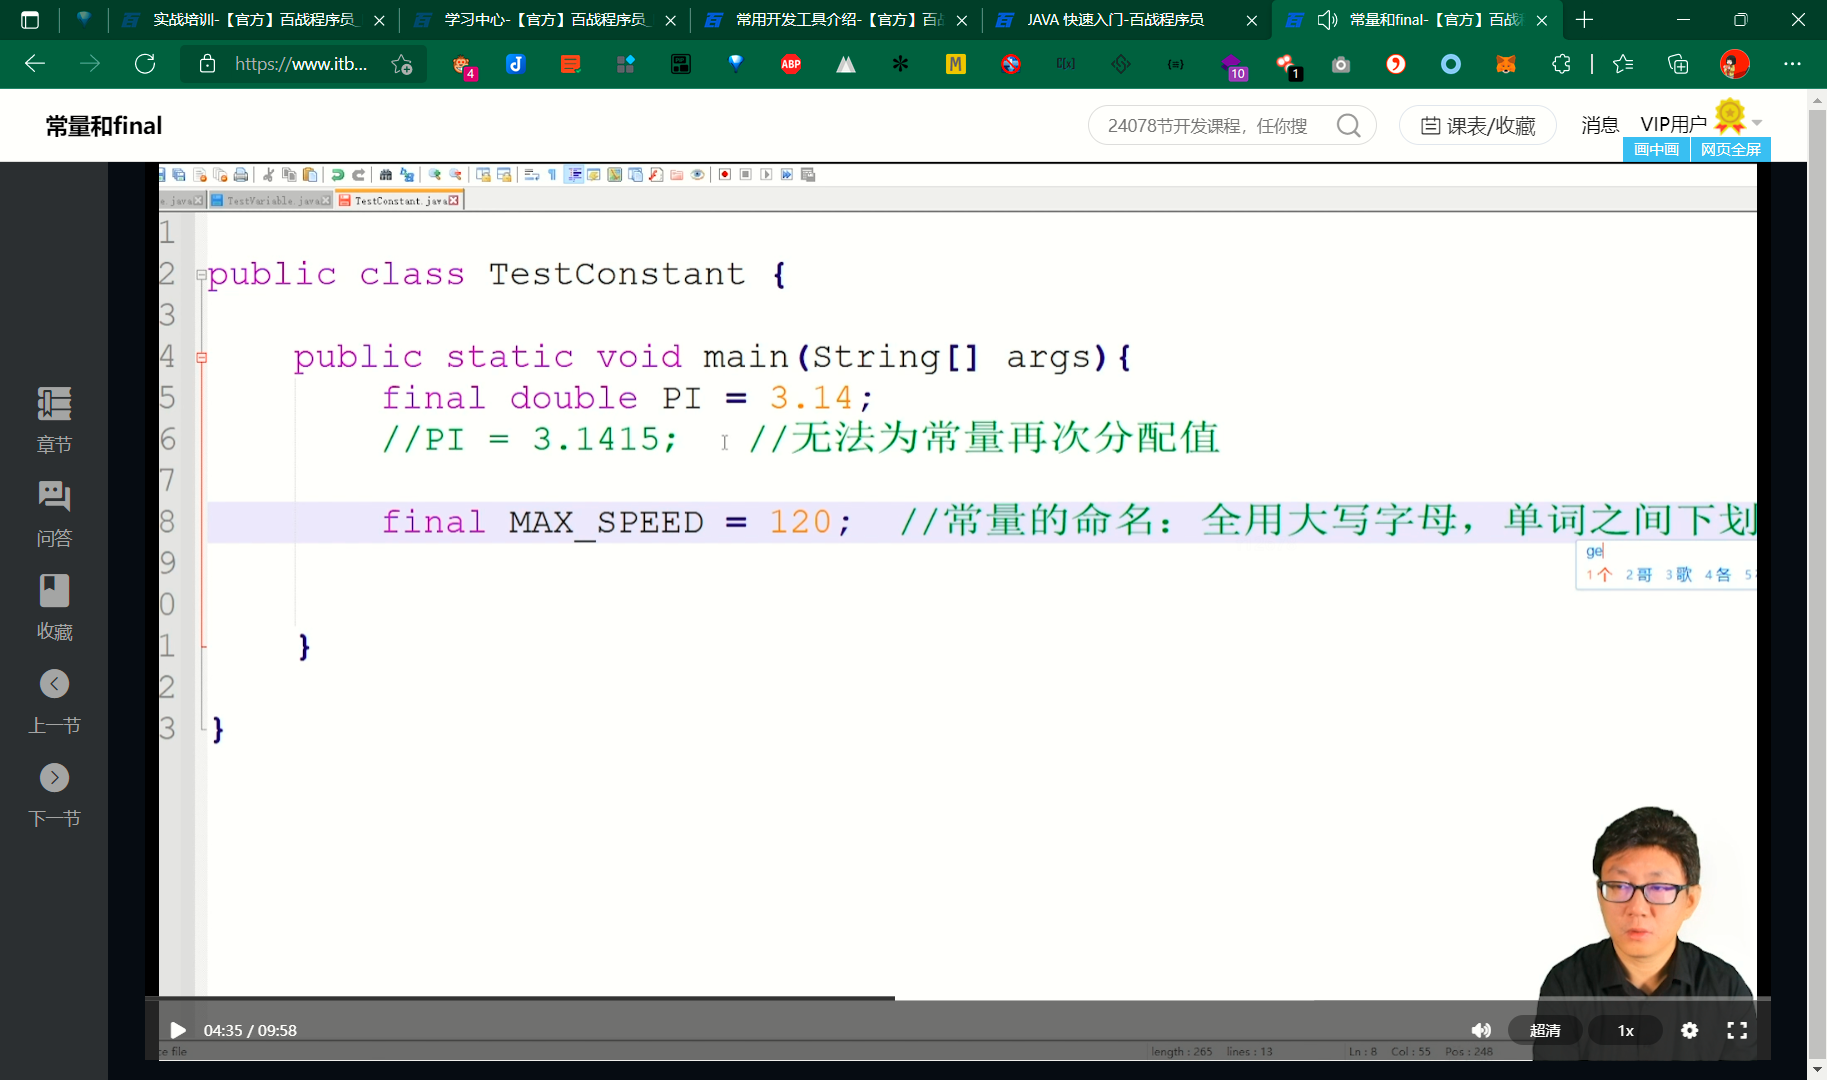 实战培训-【官方】百战程序员_
学习中心-【官方】百战程序员_
常用开发工具介绍-【官方】百战
JAVA 快速入门-百战程序员
常量和final-【官方】百战
https://www.itb...
4
ABP
M
10
1
常量和final
24078节开发课程，任你搜
课表/收藏
消息
VIP用户
画中画
网页全屏
e.java
TestVariable.java
TestConstant.java
1
2 public class TestConstant {
3
4 public static void main(String[] args){
5 final double PI = 3.14;
6 //PI = 3.1415; //无法为常量再次分配值
7
8 final MAX_SPEED = 120; //常量的命名：全用大写字母，单词之间下划
9
0
1 }
2
3 }
ge
1个 2哥 3歌 4各 5
章节
问答
收藏
上一节
下一节
04:35 / 09:58
超清
1x
ce file
length : 265 lines : 13
Ln : 8 Col : 55 Pos : 248